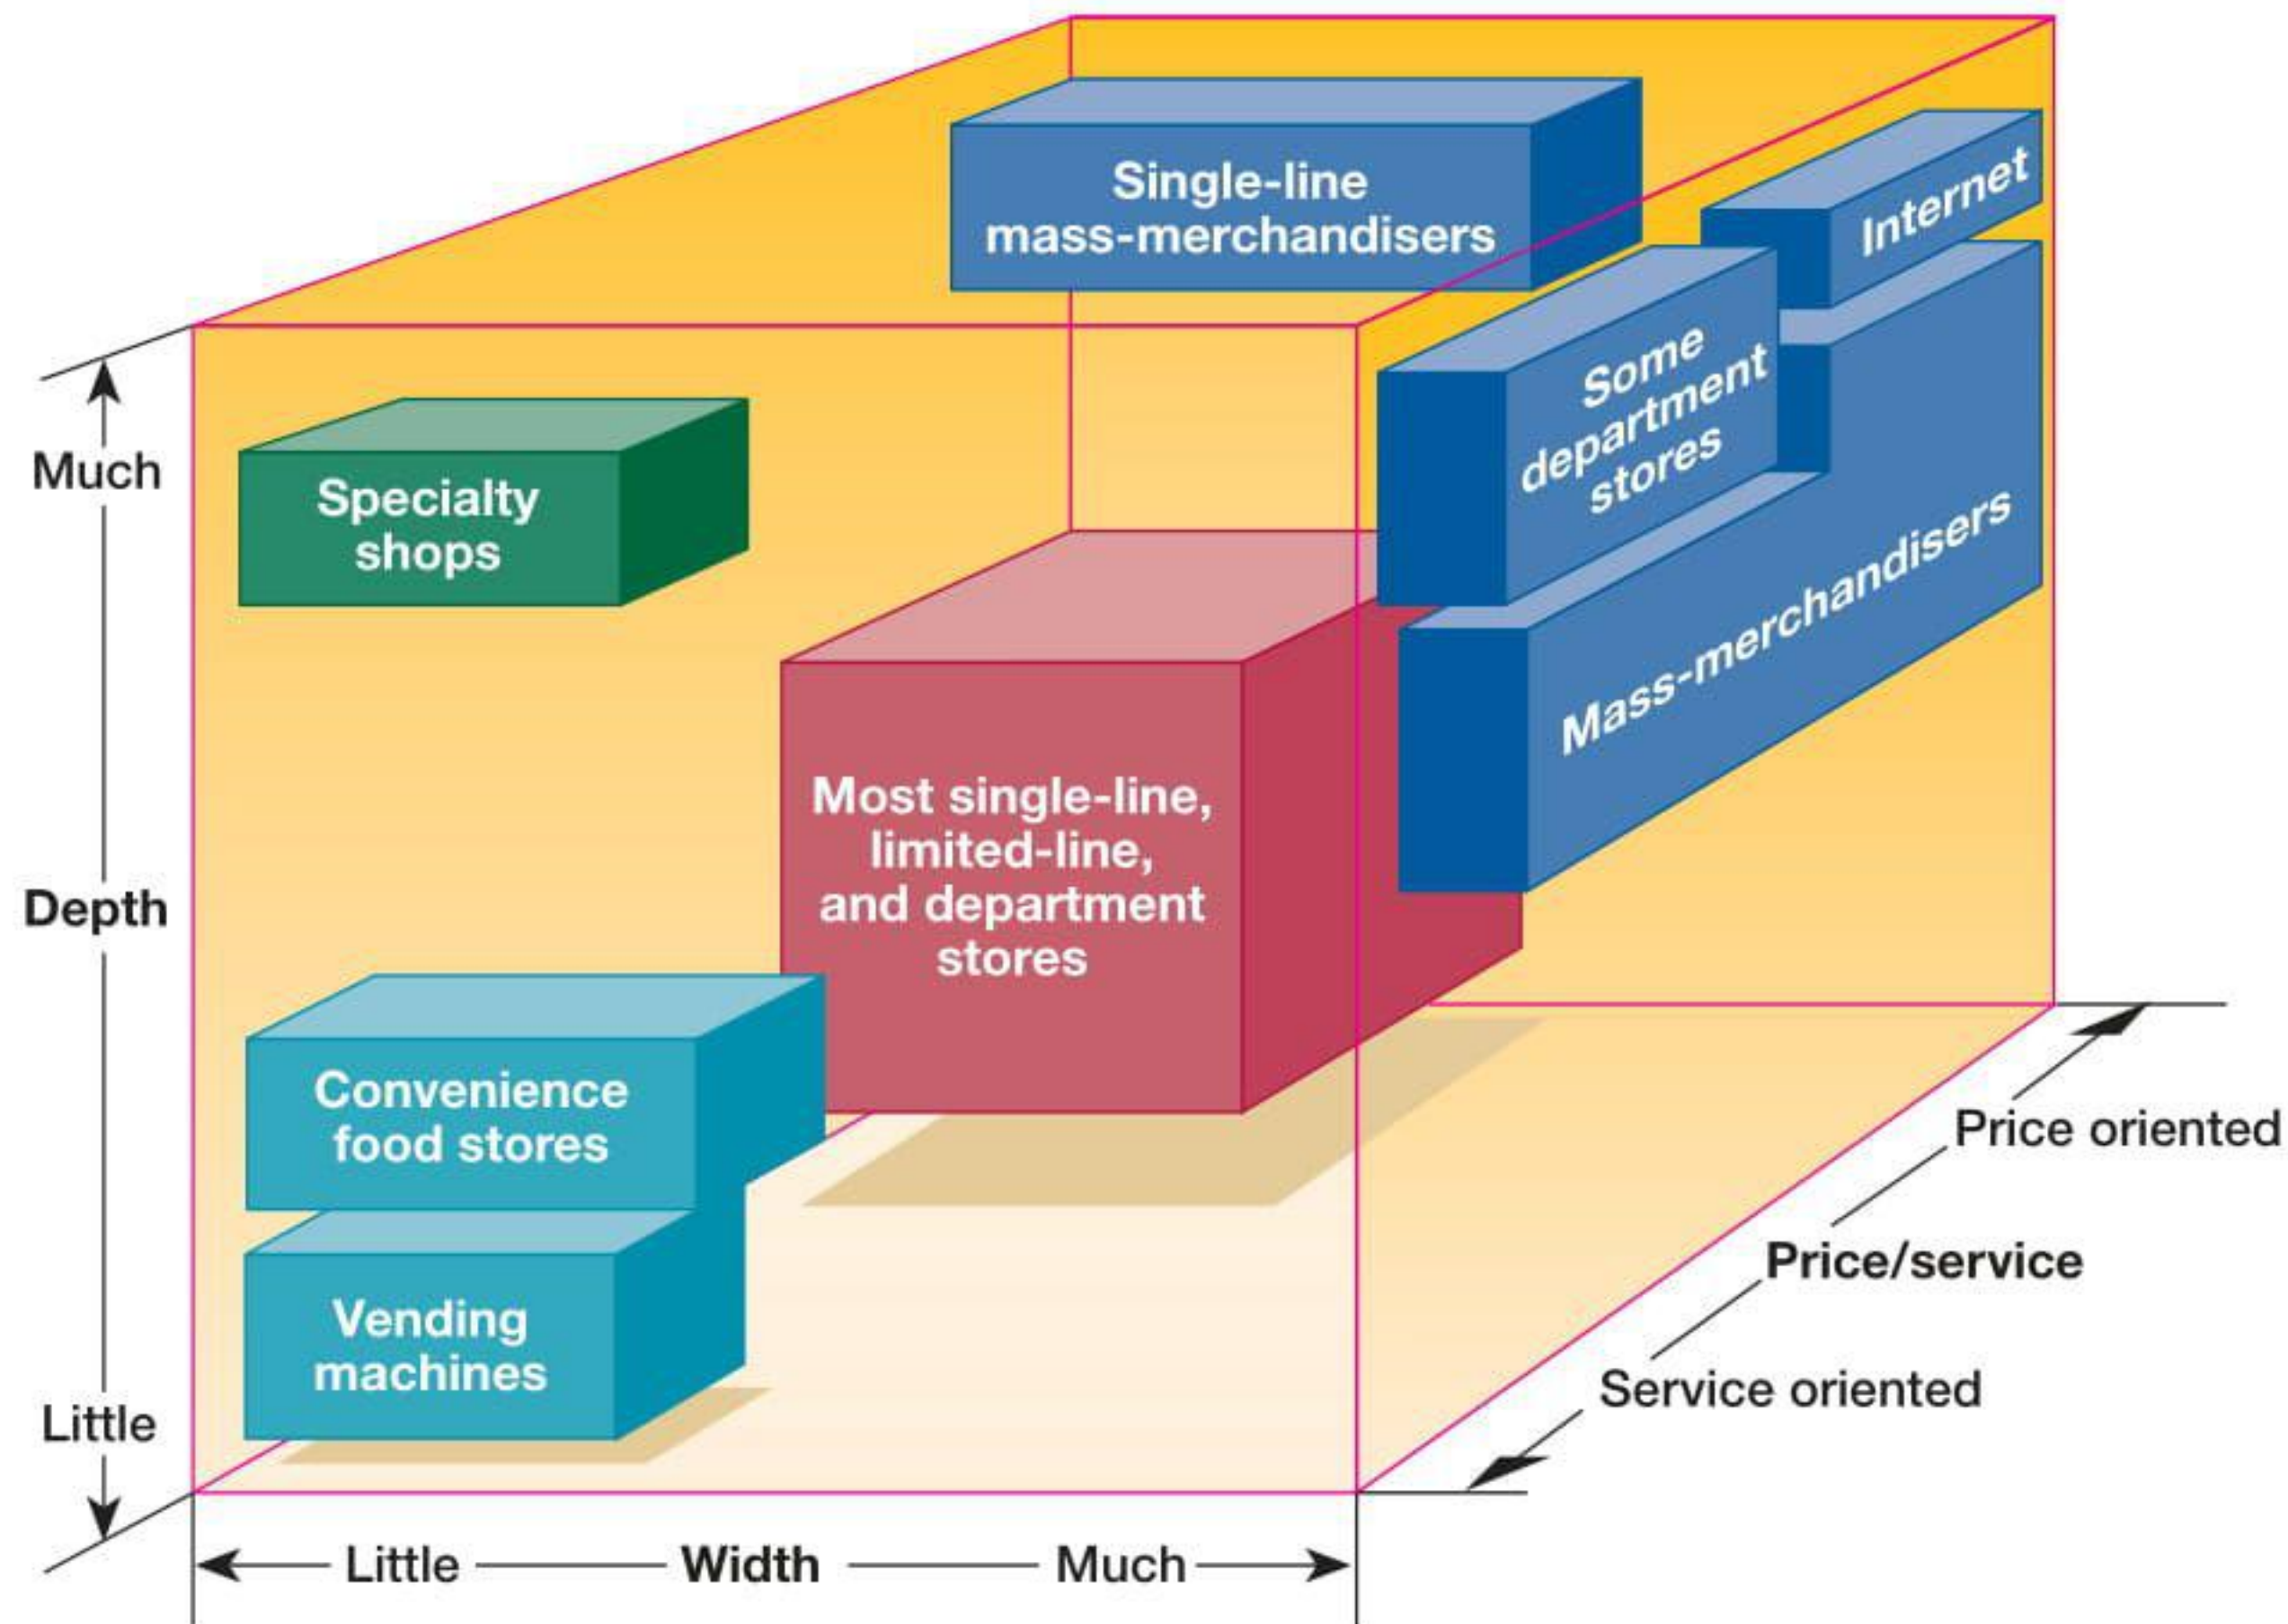 Single-line
mass-merchandisers
Internet
Some
department
stores
Mass-merchandisers
Specialty
shops
Most single-line,
limited-line,
and department
stores
Convenience
food stores
Vending
machines
Much
Depth
Little
Little
Width
Much
Price oriented
Price/service
Service oriented